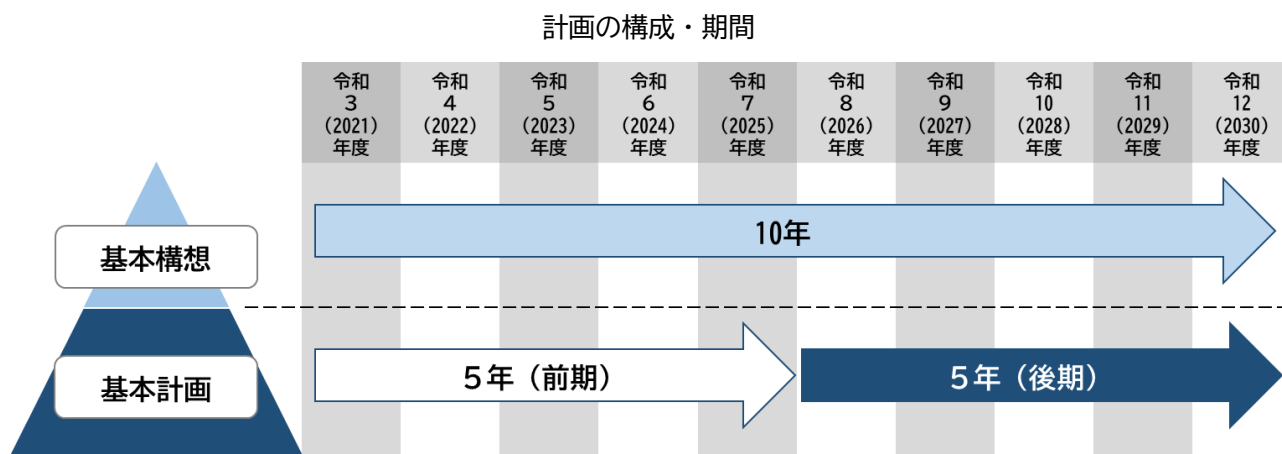 計画の構成・期間
令和
3
（2021）
年度
令和
4
（2022）
年度
令和
5
（2023）
年度
令和
6
（2024）
年度
令和
7
（2025）
年度
令和
8
（2026）
年度
令和
9
（2027）
年度
令和
10
（2028）
年度
令和
11
（2029）
年度
令和
12
（2030）
年度
基本構想
10年
基本計画
５年（前期）
５年（後期）